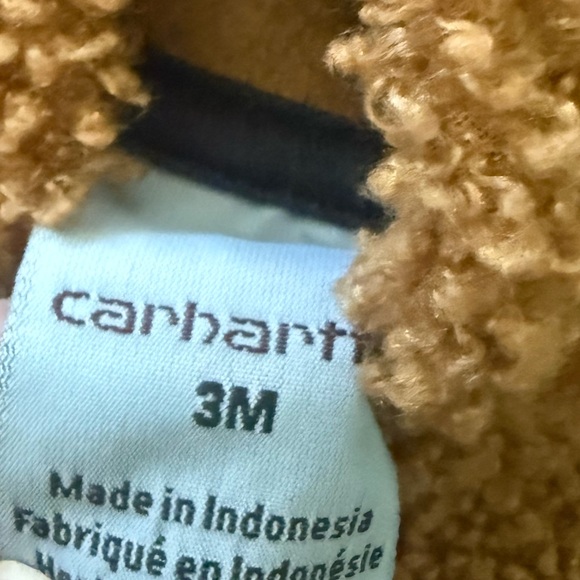 carhartt
3M
Made in Indonesia
Fabriqué en Indonésie